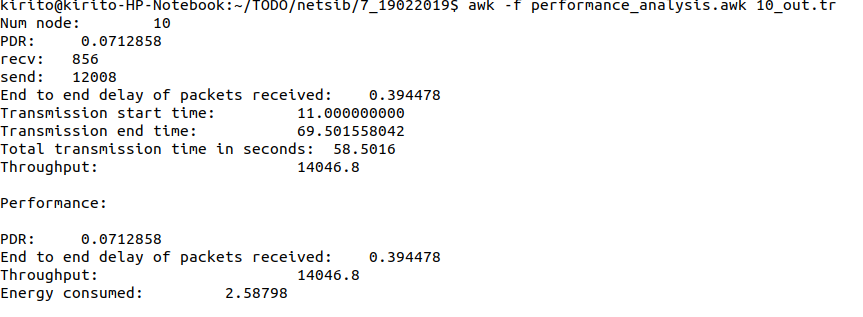 kirito@kirito-HP-Notebook:~/TODO/netsib/7_19022019$ awk -f performance_analysis.awk 10_out.tr
Num node: 10
PDR: 0.0712858
recv: 856
send: 12008
End to end delay of packets received: 0.394478
Transmission start time: 11.000000000
Transmission end time: 69.501558042
Total transmission time in seconds: 58.5016
Throughput: 14046.8
Performance:
PDR: 0.0712858
End to end delay of packets received: 0.394478
Throughput: 14046.8
Energy consumed: 2.58798